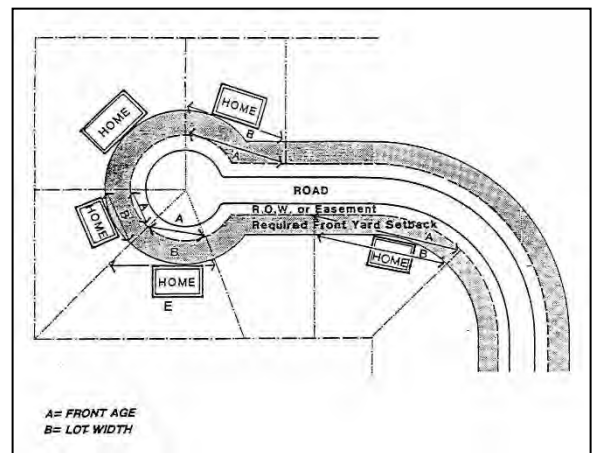 HOME
HOME
B
A
ROAD
R.O.W. or Easement
HOME
B
A
A
Required Front Yard Setback
A
B
B
HOME
HOME
E
A= FRONT AGE
B= LOT WIDTH